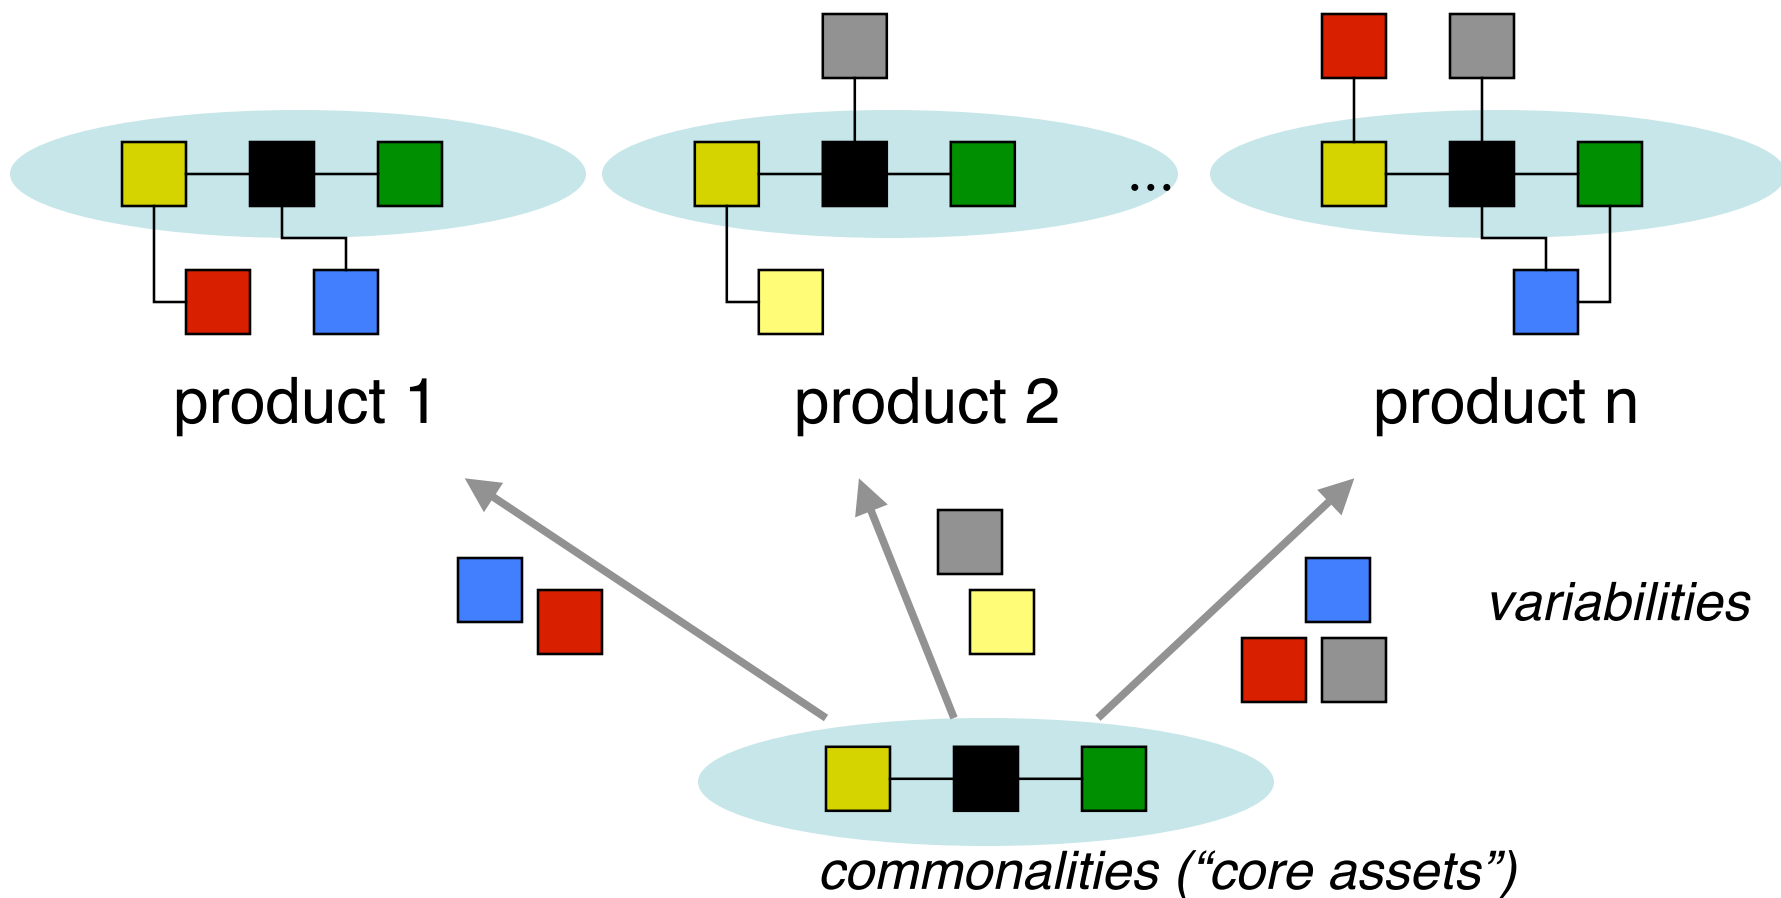 ...
product 1
product 2
product n
variabilities
commonalities (“core assets”)